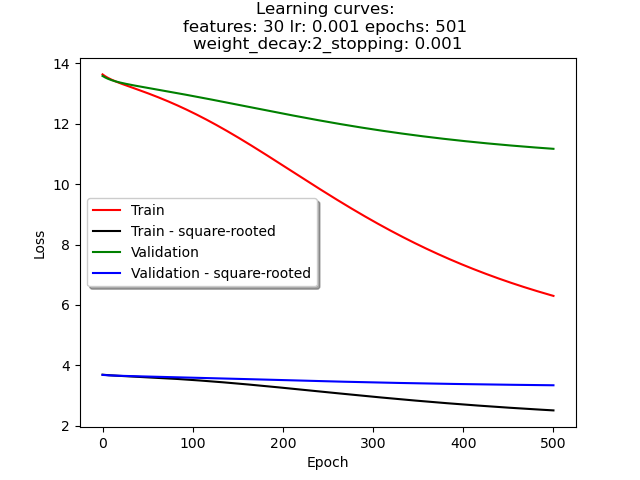 Learning curves:
features: 30 lr: 0.001 epochs: 501
weight_decay:2_stopping: 0.001
14
12
10
8
6
4
2
Loss
Train
Train - square-rooted
Validation
Validation - square-rooted
0
100
200
300
400
500
Epoch